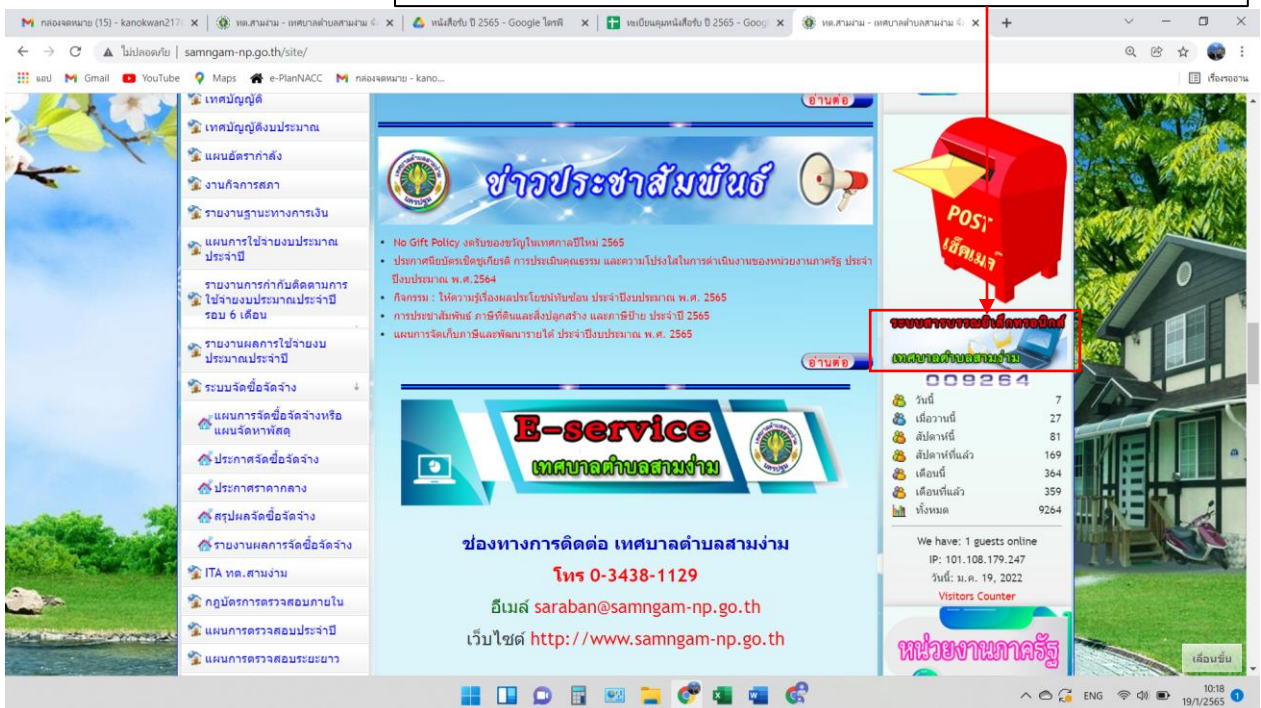 กล่องจดหมาย (15) - kanokwan217
ทต.สามง่าม - เทศบาลตำบลสามง่าม จั
หนังสือรับ ปี 2565 - Google ไดรฟ์
ทะเบียนคุมหนังสือรับ ปี 2565 - Goog
ทต.สามง่าม - เทศบาลตำบลสามง่าม จั
ไม่ปลอดภัย | samngam-np.go.th/site/
แอป
Gmail
YouTube
Maps
e-PlanNACC
กล่องจดหมาย - kano...
เรื่องรออ่าน
เทศบัญญัติ
เทศบัญญัติงบประมาณ
แผนอัตรากำลัง
งานกิจการสภา
รายงานฐานะทางการเงิน
แผนการใช้จ่ายงบประมาณ
ประจำปี
รายงานการกำกับติดตามการ
ใช้จ่ายงบประมาณประจำปี
รอบ 6 เดือน
รายงานผลการใช้จ่ายงบ
ประมาณประจำปี
ระบบจัดซื้อจัดจ้าง ↓
แผนการจัดซื้อจัดจ้างหรือ
แผนจัดหาพัสดุ
ประกาศจัดซื้อจัดจ้าง
ประกาศราคากลาง
สรุปผลจัดซื้อจัดจ้าง
รายงานผลการจัดซื้อจัดจ้าง
ITA ทต.สามง่าม
กฎบัตรการตรวจสอบภายใน
แผนการตรวจสอบประจำปี
แผนการตรวจสอบระยะยาว
อ่านต่อ
ข่าวประชาสัมพันธ์
No Gift Policy งดรับของขวัญในเทศกาลปีใหม่ 2565
ประกาศนียบัตรเชิดชูเกียรติ การประเมินคุณธรรม และความโปร่งใสในการดำเนินงานของหน่วยงานภาครัฐ ประจำ
ปีงบประมาณ พ.ศ.2564
กิจกรรม : ให้ความรู้เรื่องผลประโยชน์ทับซ้อน ประจำปีงบประมาณ พ.ศ. 2565
การประชาสัมพันธ์ ภาษีที่ดินและสิ่งปลูกสร้าง และภาษีป้าย ประจำปี 2565
แผนการจัดเก็บภาษีและพัฒนารายได้ ประจำปีงบประมาณ พ.ศ. 2565
อ่านต่อ
E-service
เทศบาลตำบลสามง่าม
ช่องทางการติดต่อ เทศบาลตำบลสามง่าม
โทร 0-3438-1129
อีเมล์ saraban@samngam-np.go.th
เว็บไซต์ http://www.samngam-np.go.th
POST
เช็คเมล์
ระบบสารบรรณอิเล็กทรอนิกส์
เทศบาลตำบลสามง่าม
009264
วันนี้ 7
เมื่อวานนี้ 27
สัปดาห์นี้ 81
สัปดาห์ที่แล้ว 169
เดือนนี้ 364
เดือนที่แล้ว 359
ทั้งหมด 9264
We have: 1 guests online
IP: 101.108.179.247
วันนี้: ม.ค. 19, 2022
Visitors Counter
หน่วยงานภาครัฐ
เลื่อนขึ้น
ENG
10:18
19/1/2565
1